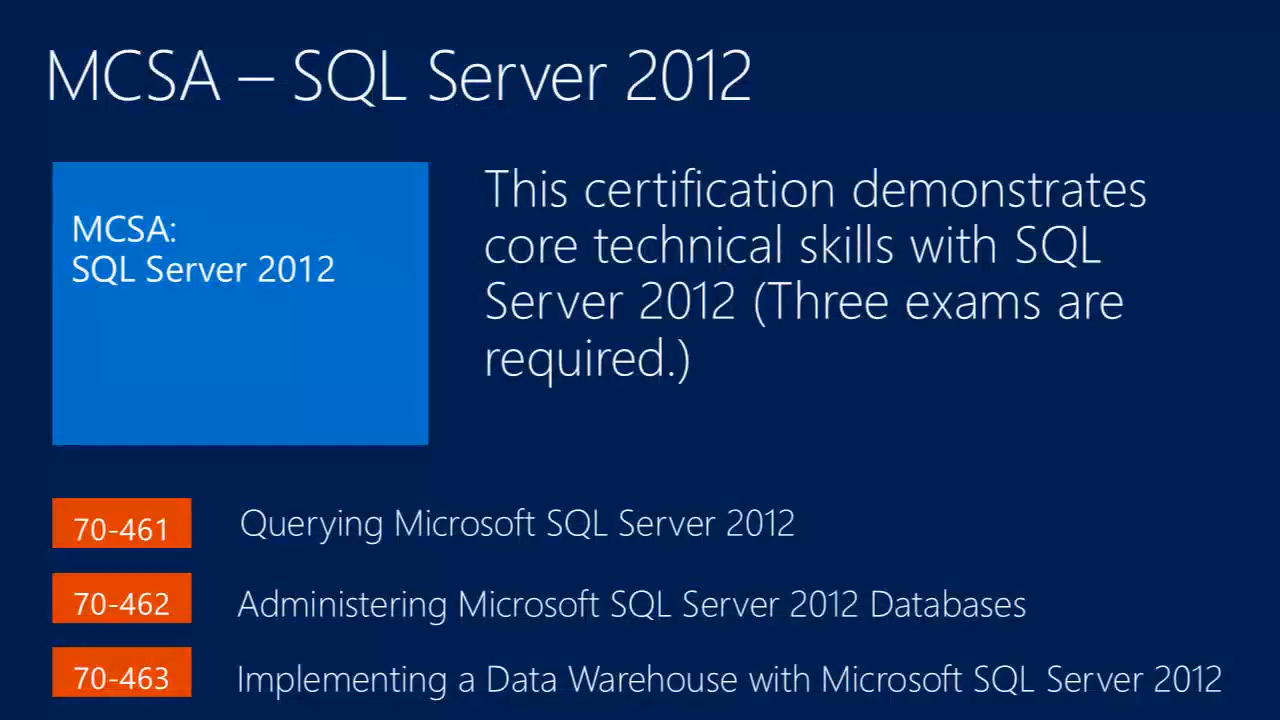 MCSA – SQL Server 2012
MCSA:
SQL Server 2012
This certification demonstrates
core technical skills with SQL
Server 2012 (Three exams are
required.)
70-461
Querying Microsoft SQL Server 2012
70-462
Administering Microsoft SQL Server 2012 Databases
70-463
Implementing a Data Warehouse with Microsoft SQL Server 2012